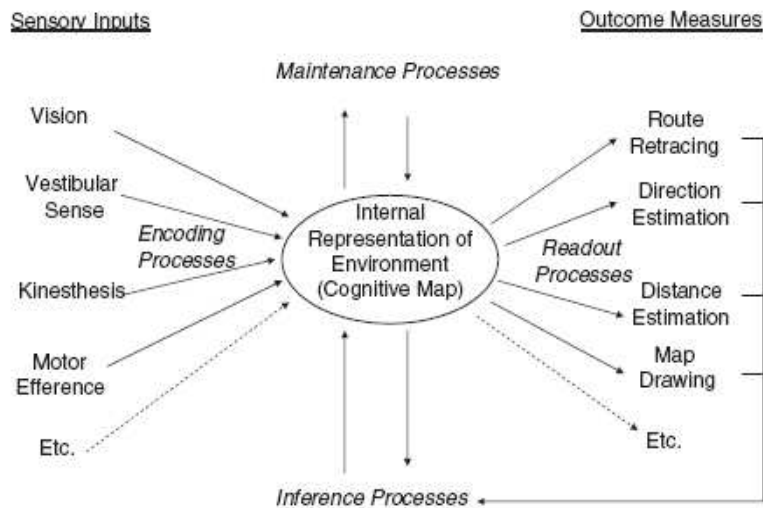 Sensory Inputs
Outcome Measures
Maintenance Processes
Vision
Vestibular
Sense
Encoding
Processes
Kinesthesis
Motor
Efference
Etc.
Internal
Representation of
Environment
(Cognitive Map)
Route
Retracing
Direction
Estimation
Readout
Processes
Distance
Estimation
Map
Drawing
Etc.
Inference Processes